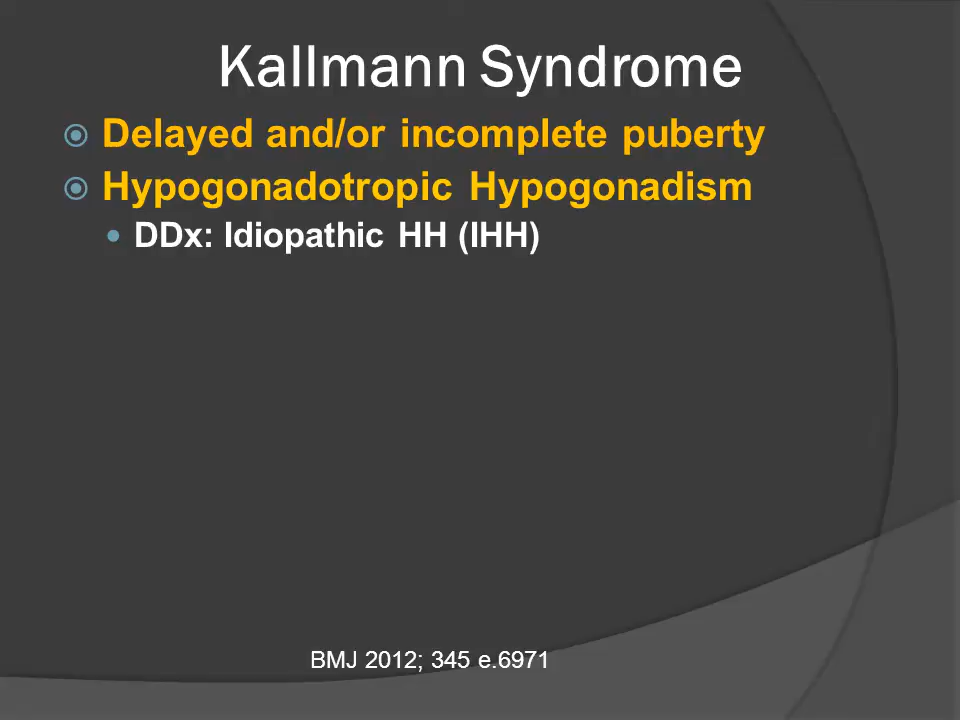 Kallmann Syndrome
Delayed and/or incomplete puberty
Hypogonadotropic Hypogonadism
DDx: Idiopathic HH (IHH)
BMJ 2012; 345 e.6971